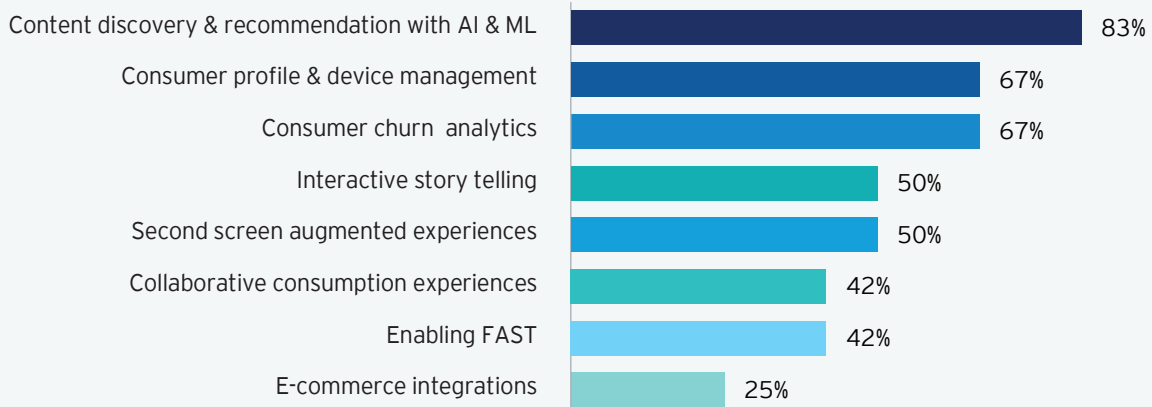 Content discovery & recommendation with AI & ML 83%
Consumer profile & device management 67%
Consumer churn analytics 67%
Interactive story telling 50%
Second screen augmented experiences 50%
Collaborative consumption experiences 42%
Enabling FAST 42%
E-commerce integrations 25%